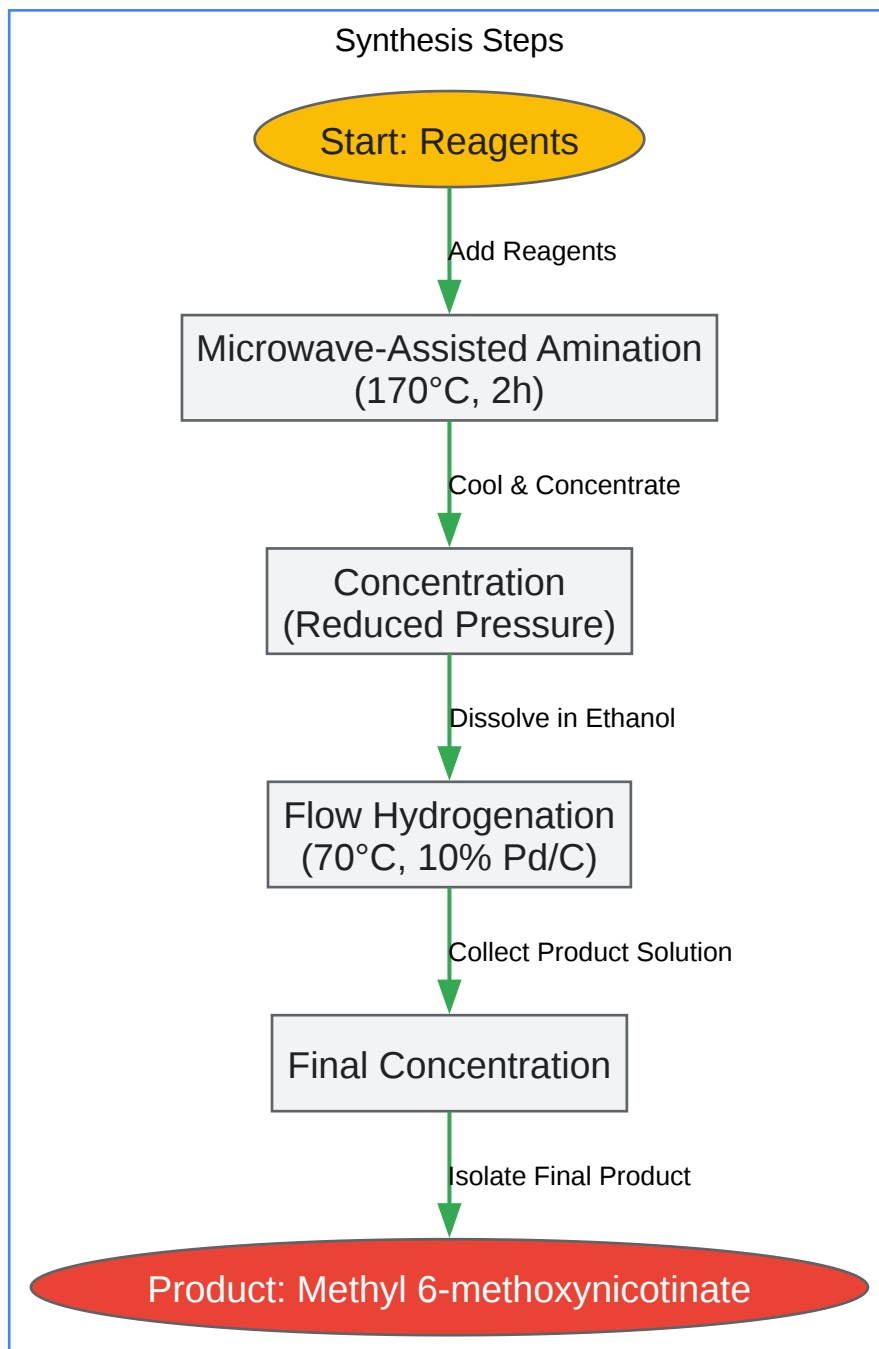 Synthesis Steps
Start: Reagents
Add Reagents
Microwave-Assisted Amination
(170°C, 2h)
Cool & Concentrate
Concentration
(Reduced Pressure)
Dissolve in Ethanol
Flow Hydrogenation
(70°C, 10% Pd/C)
Collect Product Solution
Final Concentration
Isolate Final Product
Product: Methyl 6-methoxynicotinate